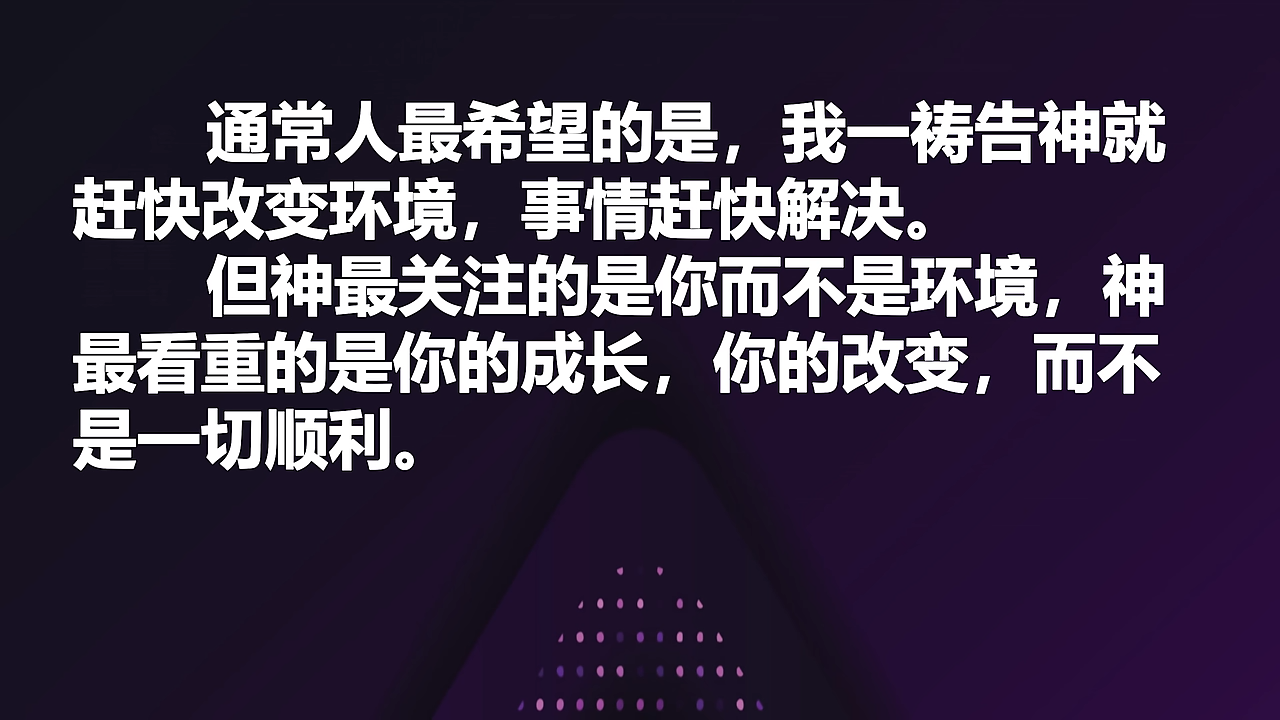 通常人最希望的是，我一祷告神就
赶快改变环境，事情赶快解决。
但神最关注的是你而不是环境，神
最看重的是你的成长，你的改变，而不
是一切顺利。